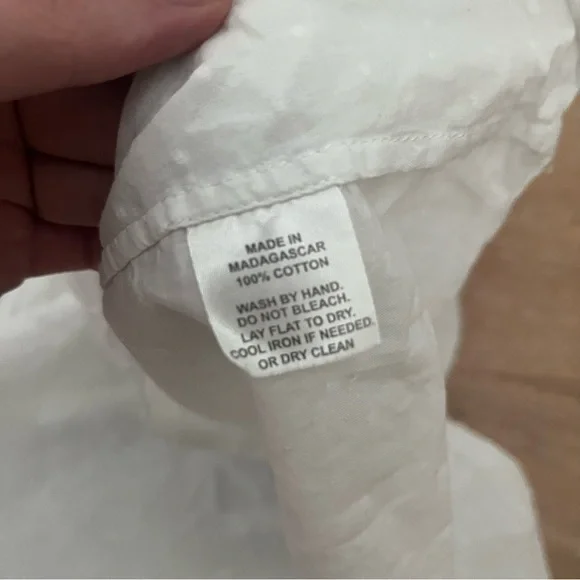 MADE IN
MADAGASCAR
100% COTTON
WASH BY HAND.
DO NOT BLEACH.
LAY FLAT TO DRY.
COOL IRON IF NEEDED.
OR DRY CLEAN